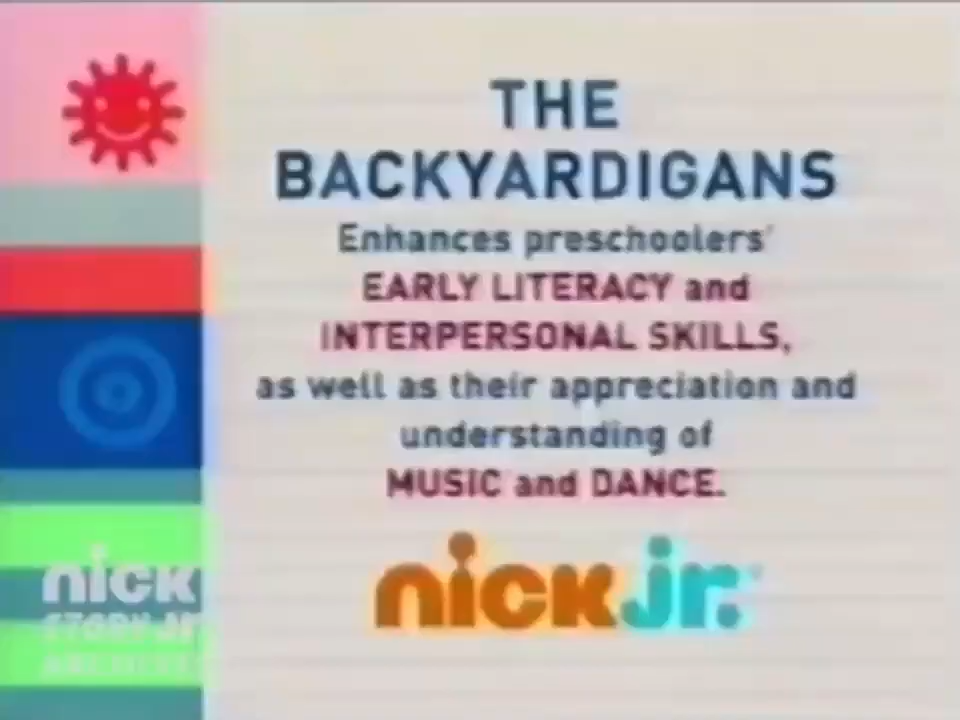 THE
BACKYARDIGANS
Enhances preschoolers'
EARLY LITERACY and
INTERPERSONAL SKILLS,
as well as their appreciation and
understanding of
MUSIC and DANCE.
nick jr.
nick